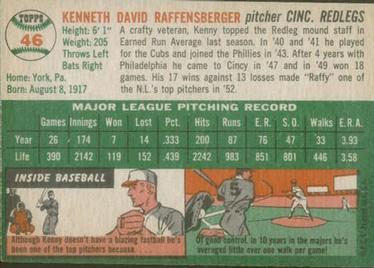 TOPPS
46
KENNETH DAVID RAFFENSBERGER pitcher CINC. REDLEGS
Height: 6' 1"
Weight: 205
Throws Left
Bats Right
Home: York, Pa.
Born: August 8, 1917
A crafty veteran, Kenny topped the Redleg mound staff in
Earned Run Average last season. In '40 and '41 he played
for the Cubs and joined the Phillies in '43. After 4 years with
Philadelphia he came to Cincy in '47 and in '49 won 18
games. His 17 wins against 13 losses made "Raffy" one of
the N.L.'s top pitchers in '52.
MAJOR LEAGUE PITCHING RECORD
Games Innings Won Lost Pct. Hits Runs E.R. S.O. Walks E.R.A.
Year 26 174 7 14 .333 200 87 76 47 33 3.93
Life 390 2142 119 152 .439 2242 983 851 801 446 3.58
INSIDE BASEBALL
Although Kenny doesn't have a blazing fastball he's
been one of the top pitchers because . . . .
Of good control. In 10 years in the majors he's
averaged little over one walk per game!